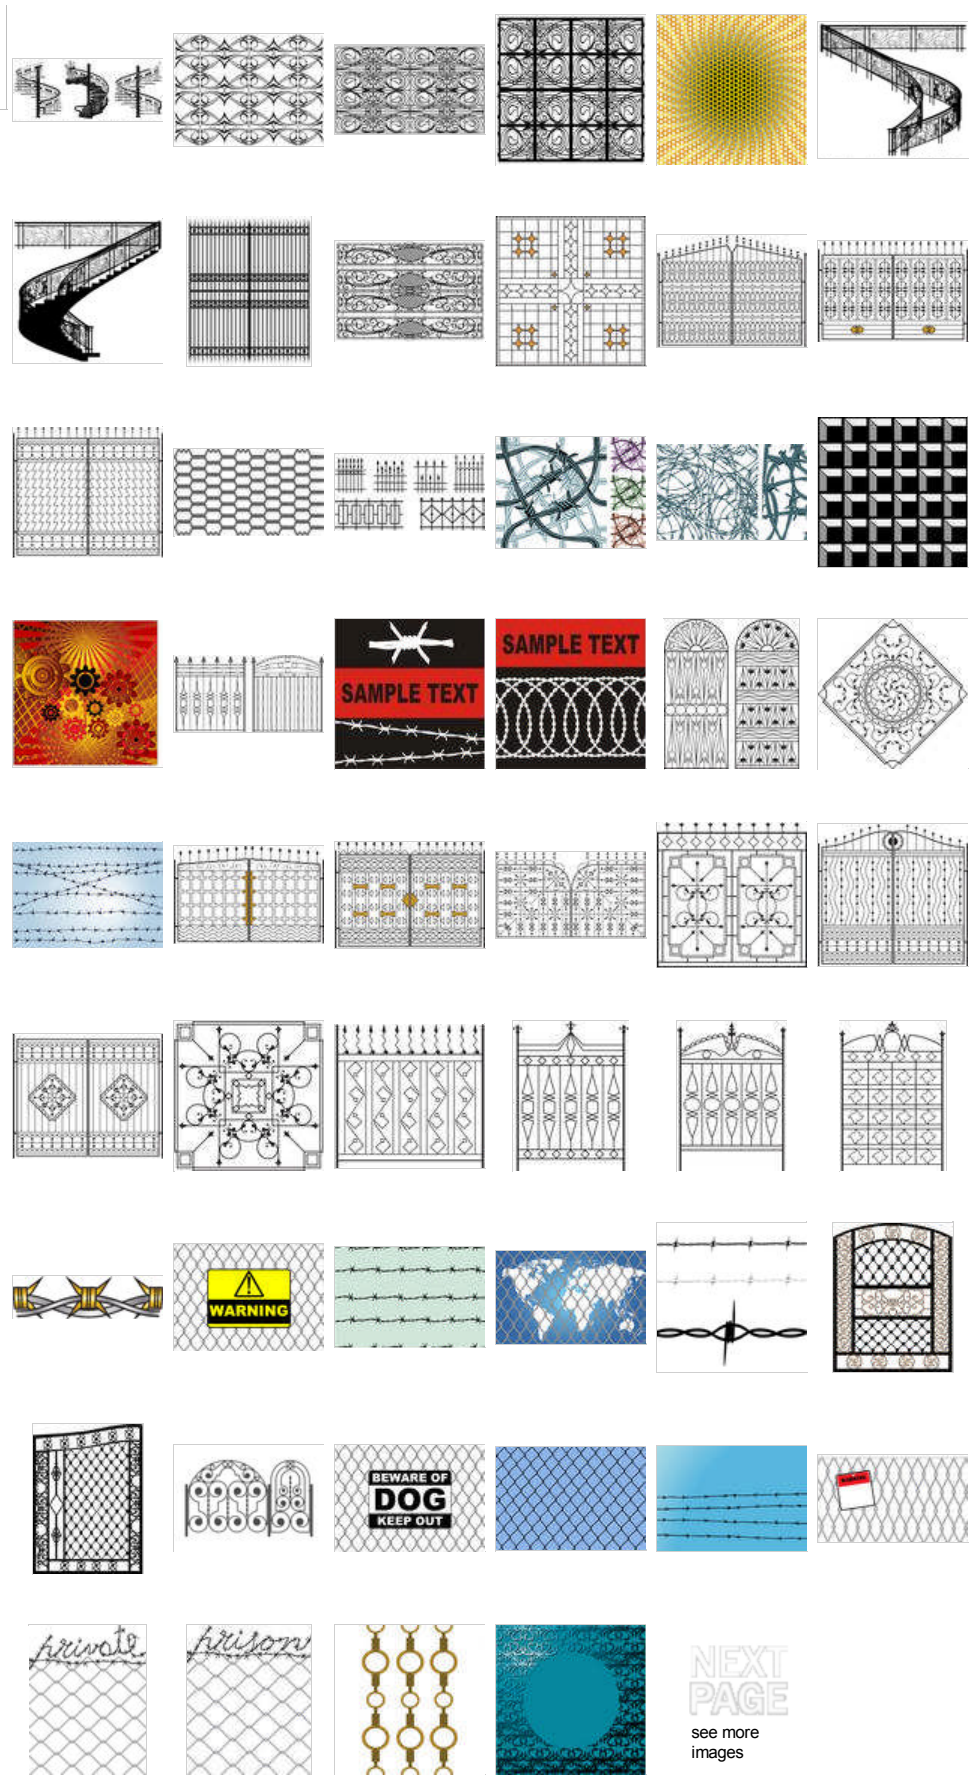 SAMPLE TEXT
SAMPLE TEXT
WARNING
BEWARE OF
DOG
KEEP OUT
private
prison
NEXT
PAGE
see more
images